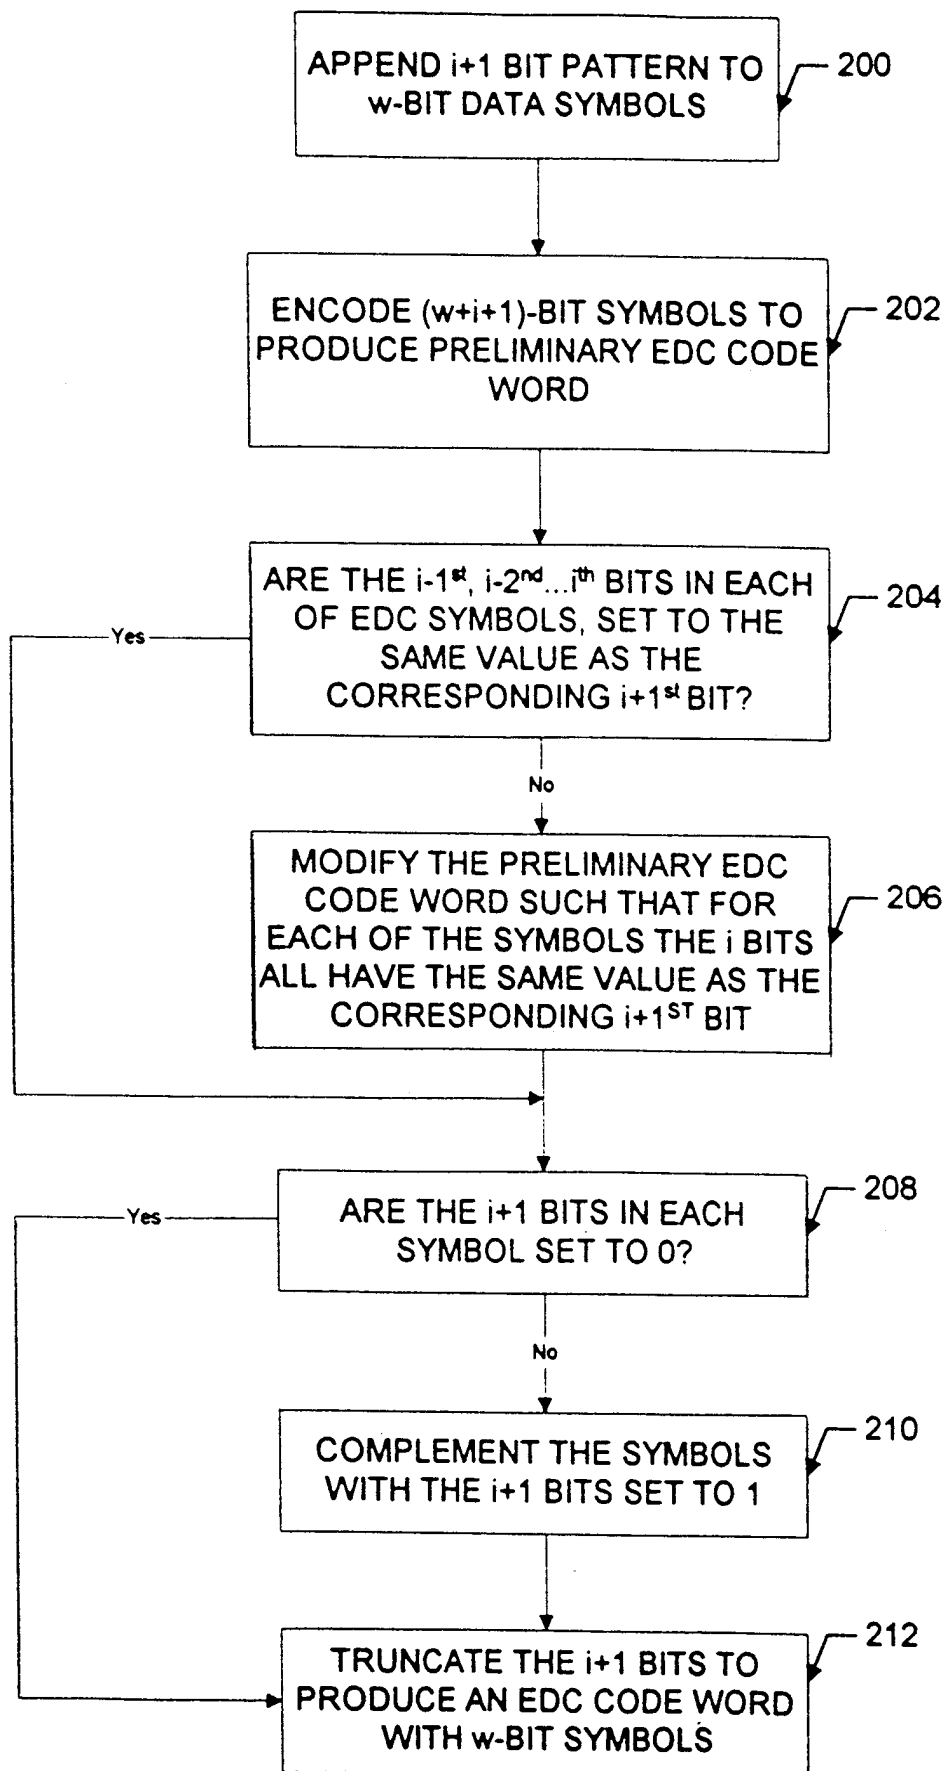 APPEND i+1 BIT PATTERN TO
w-BIT DATA SYMBOLS
200
ENCODE (w+i+1)-BIT SYMBOLS TO
PRODUCE PRELIMINARY EDC CODE
WORD
202
ARE THE i-1st, i-2nd...ith BITS IN EACH
OF EDC SYMBOLS, SET TO THE
SAME VALUE AS THE
CORRESPONDING i+1st BIT?
204
Yes
No
MODIFY THE PRELIMINARY EDC
CODE WORD SUCH THAT FOR
EACH OF THE SYMBOLS THE i BITS
ALL HAVE THE SAME VALUE AS THE
CORRESPONDING i+1ST BIT
206
ARE THE i+1 BITS IN EACH
SYMBOL SET TO 0?
208
Yes
No
COMPLEMENT THE SYMBOLS
WITH THE i+1 BITS SET TO 1
210
TRUNCATE THE i+1 BITS TO
PRODUCE AN EDC CODE WORD
WITH w-BIT SYMBOLS
212